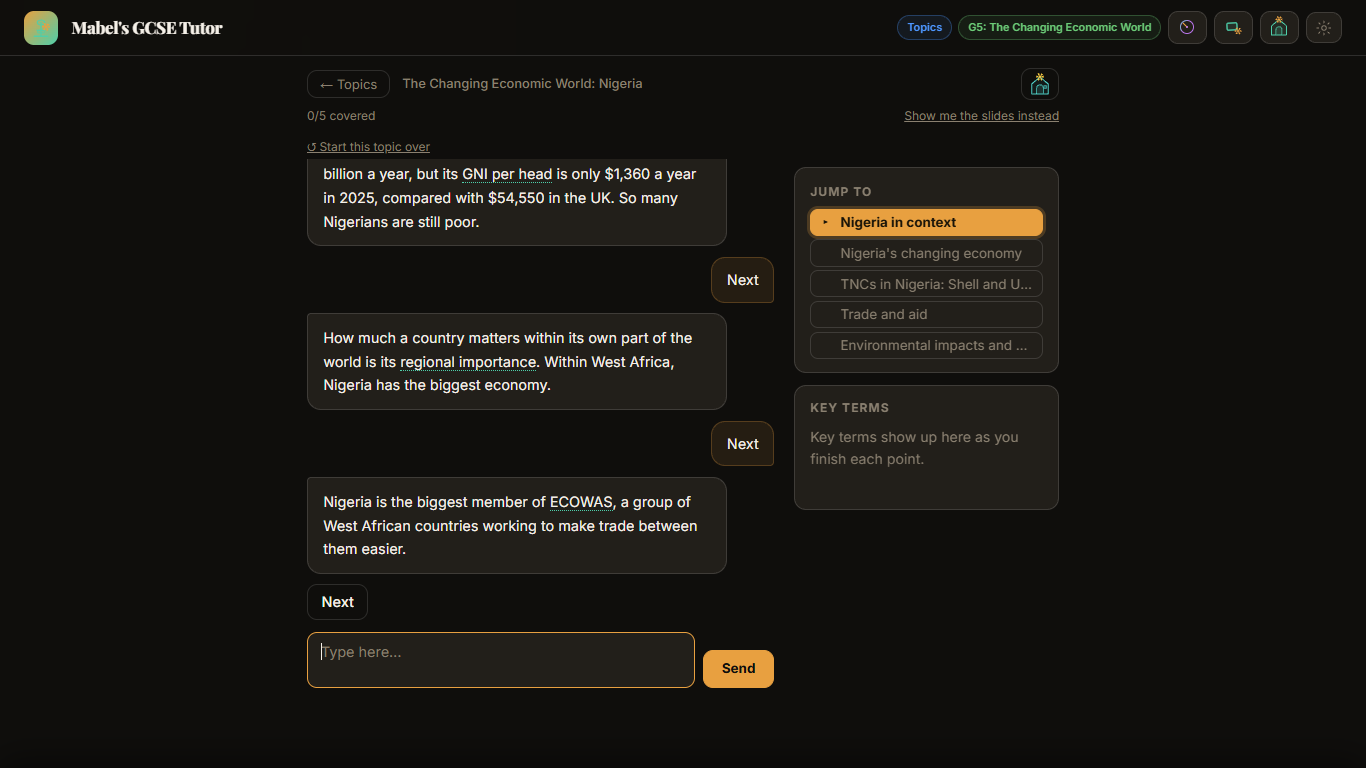 Mabel's GCSE Tutor
Topics
G5: The Changing Economic World
← Topics
The Changing Economic World: Nigeria
0/5 covered
Show me the slides instead
↺ Start this topic over
billion a year, but its GNI per head is only $1,360 a year
in 2025, compared with $54,550 in the UK. So many
Nigerians are still poor.
Next
How much a country matters within its own part of the
world is its regional importance. Within West Africa,
Nigeria has the biggest economy.
Next
Nigeria is the biggest member of ECOWAS, a group of
West African countries working to make trade between
them easier.
Next
Type here...
Send
JUMP TO
Nigeria in context
Nigeria's changing economy
TNCs in Nigeria: Shell and U...
Trade and aid
Environmental impacts and ...
KEY TERMS
Key terms show up here as you
finish each point.